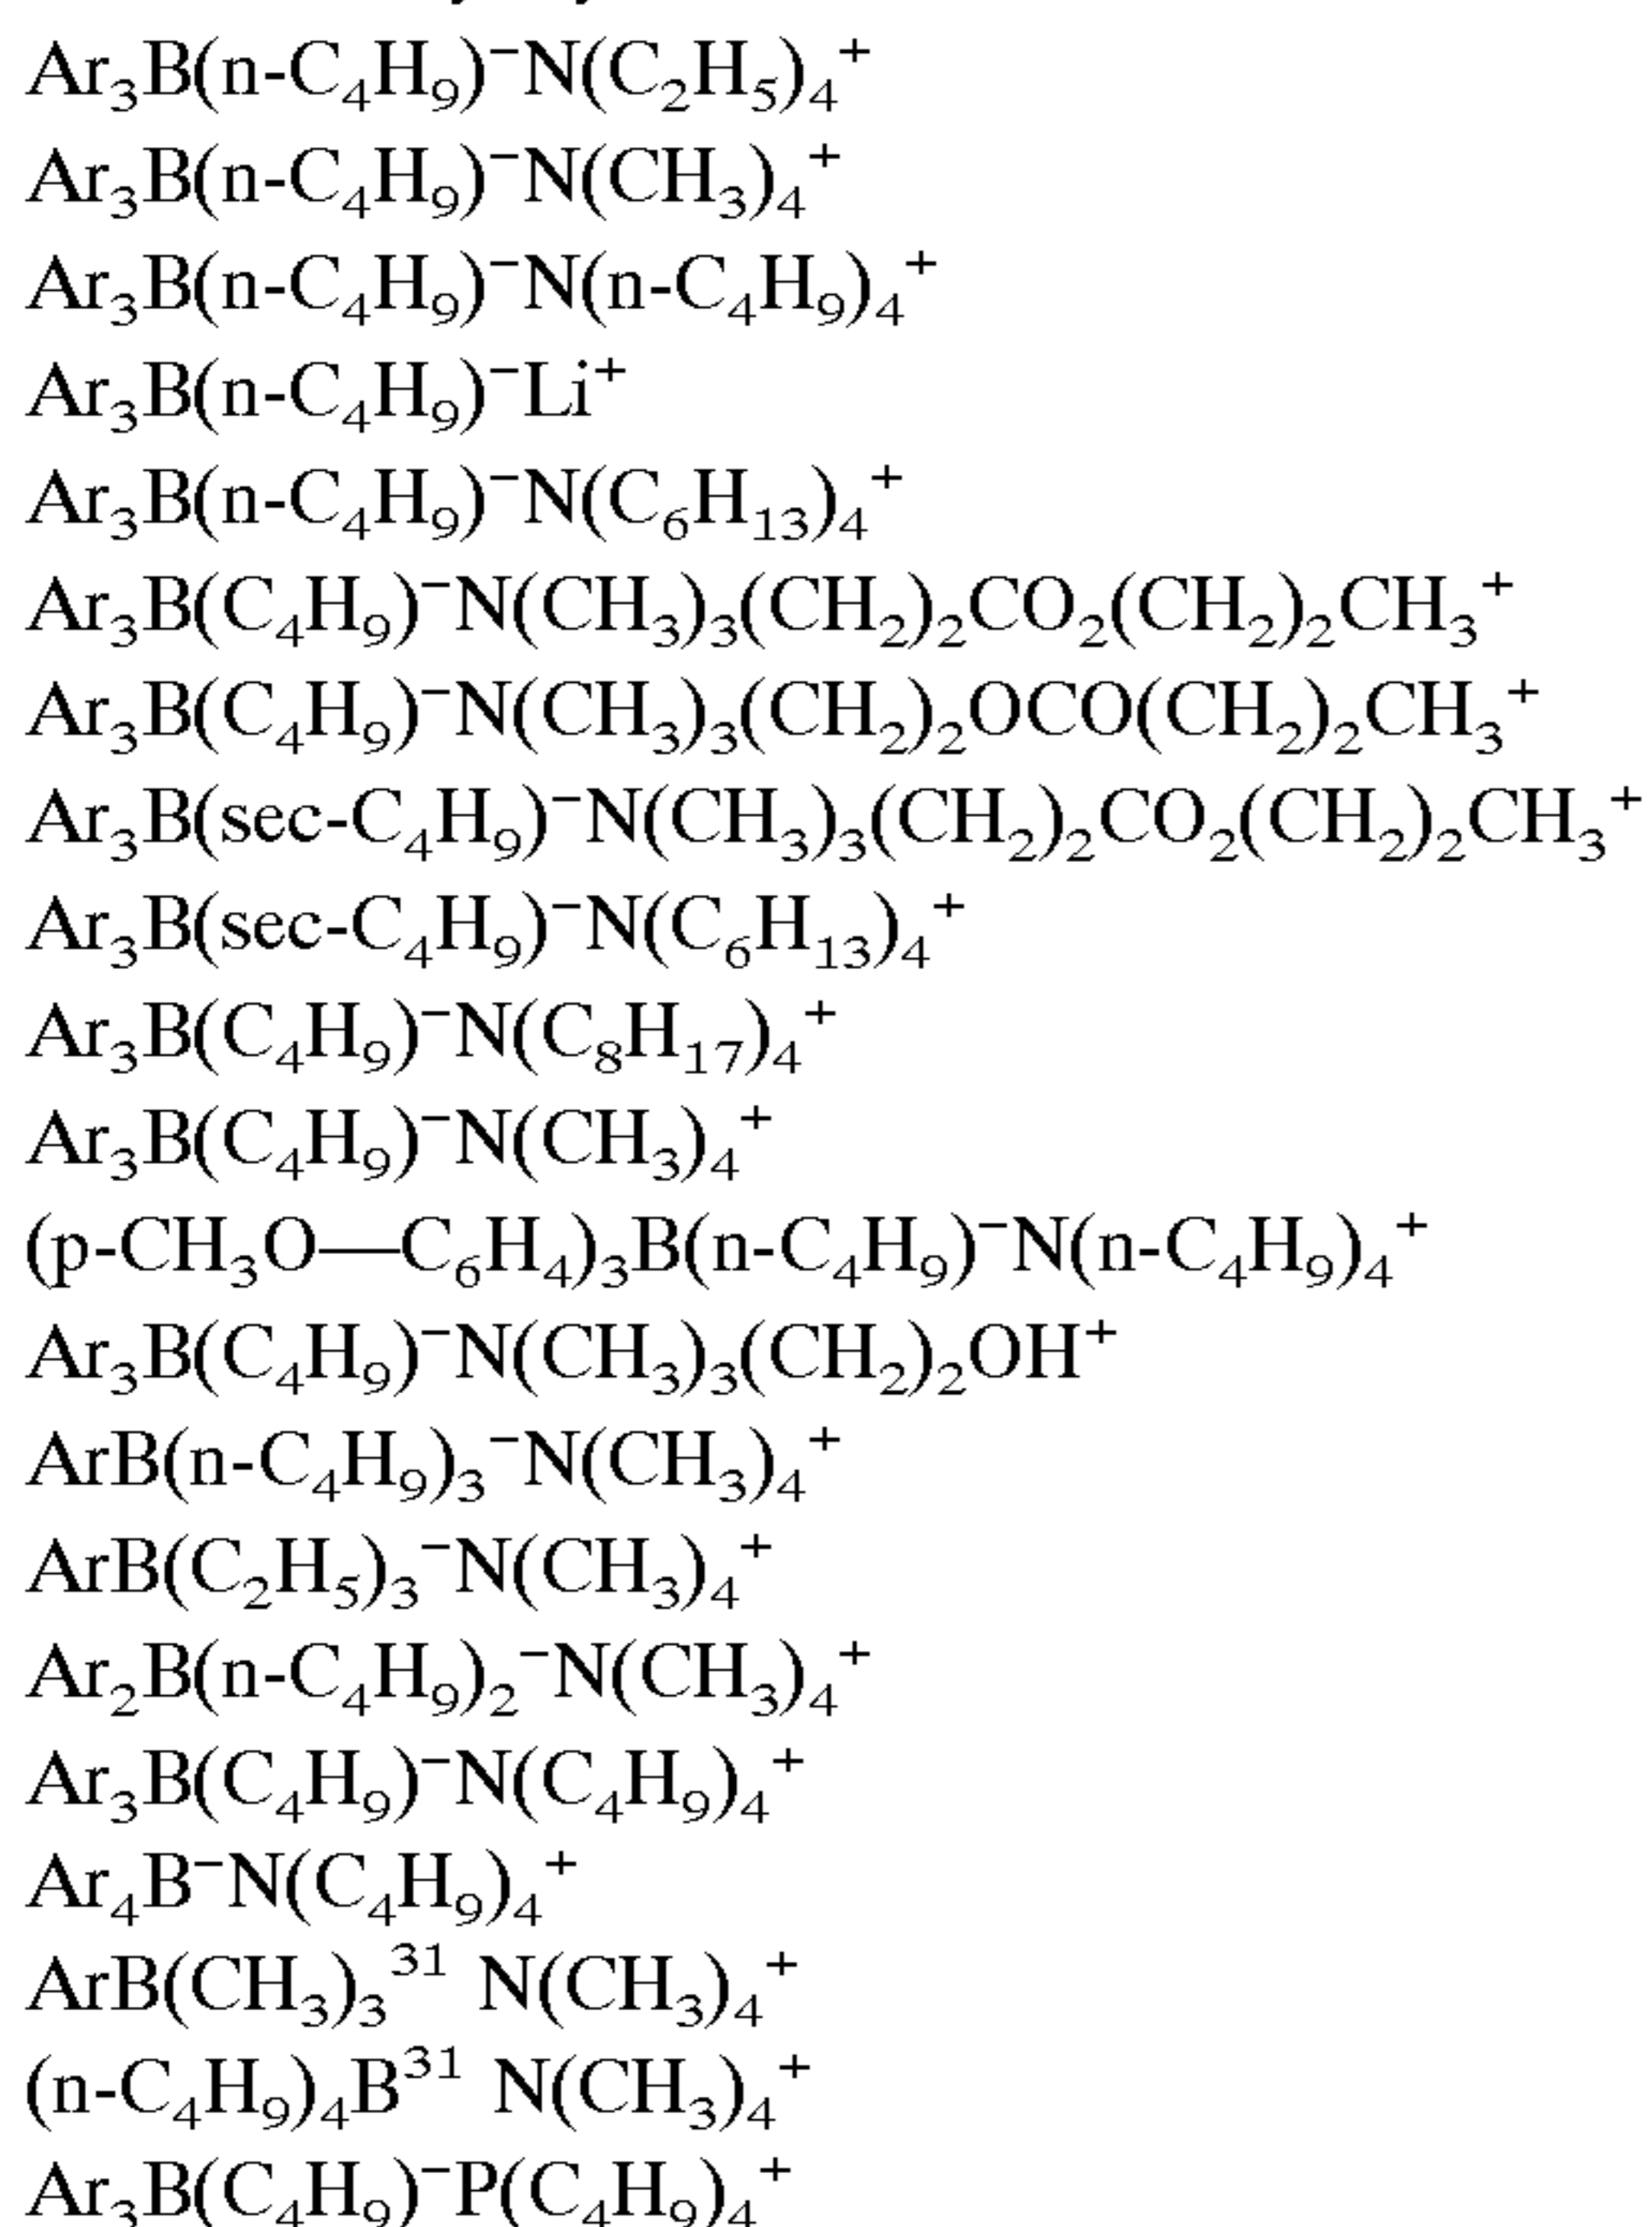 Ar₃B(n-C₄H₉)⁻N(C₂H₅)₄⁺
Ar₃B(n-C₄H₉)⁻N(CH₃)₄⁺
Ar₃B(n-C₄H₉)⁻N(n-C₄H₉)₄⁺
Ar₃B(n-C₄H₉)⁻Li⁺
Ar₃B(n-C₄H₉)⁻N(C₆H₁₃)₄⁺
Ar₃B(C₄H₉)⁻N(CH₃)₃(CH₂)₂CO₂(CH₂)₂CH₃⁺
Ar₃B(C₄H₉)⁻N(CH₃)₃(CH₂)₂OCO(CH₂)₂CH₃⁺
Ar₃B(sec-C₄H₉)⁻N(CH₃)₃(CH₂)₂CO₂(CH₂)₂CH₃⁺
Ar₃B(sec-C₄H₉)⁻N(C₆H₁₃)₄⁺
Ar₃B(C₄H₉)⁻N(C₈H₁₇)₄⁺
Ar₃B(C₄H₉)⁻N(CH₃)₄⁺
(p-CH₃O—C₆H₄)₃B(n-C₄H₉)⁻N(n-C₄H₉)₄⁺
Ar₃B(C₄H₉)⁻N(CH₃)₃(CH₂)₂OH⁺
ArB(n-C₄H₉)₃⁻N(CH₃)₄⁺
ArB(C₂H₅)₃⁻N(CH₃)₄⁺
Ar₂B(n-C₄H₉)₂⁻N(CH₃)₄⁺
Ar₃B(C₄H₉)⁻N(C₄H₉)₄⁺
Ar₄B⁻N(C₄H₉)₄⁺
ArB(CH₃)₃³¹ N(CH₃)₄⁺
(n-C₄H₉)₄B³¹ N(CH₃)₄⁺
Ar₃B(C₄H₉)⁻P(C₄H₉)₄⁺